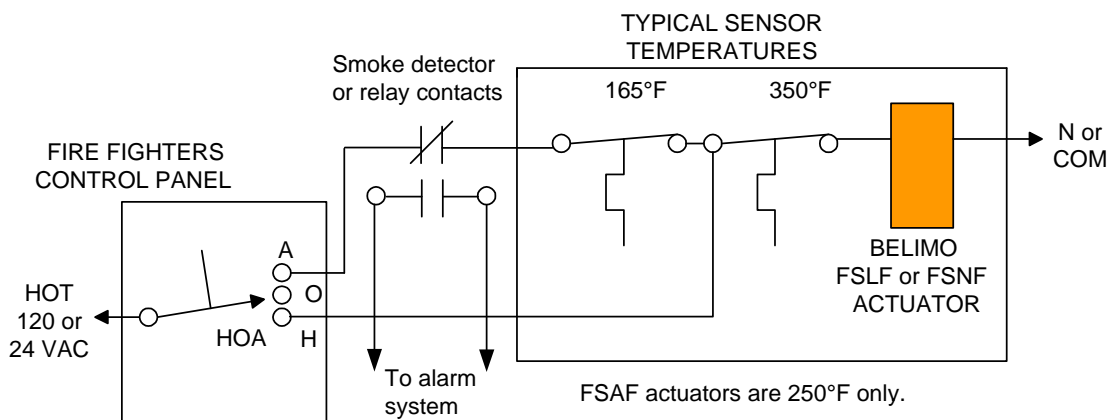 TYPICAL SENSOR
TEMPERATURES
Smoke detector
or relay contacts
165°F
350°F
FIRE FIGHTERS
CONTROL PANEL
N or
COM
A
O
H
HOA
HOT
120 or
24 VAC
BELIMO
FSLF or FSNF
ACTUATOR
To alarm
system
FSAF actuators are 250°F only.